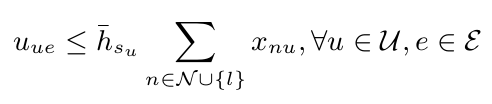 $u_{ue} \leq \bar{h}_{s_u} \sum_{n \in \mathcal{N} \cup \{l\}} x_{nu}, \forall u \in \mathcal{U}, e \in \mathcal{E}$